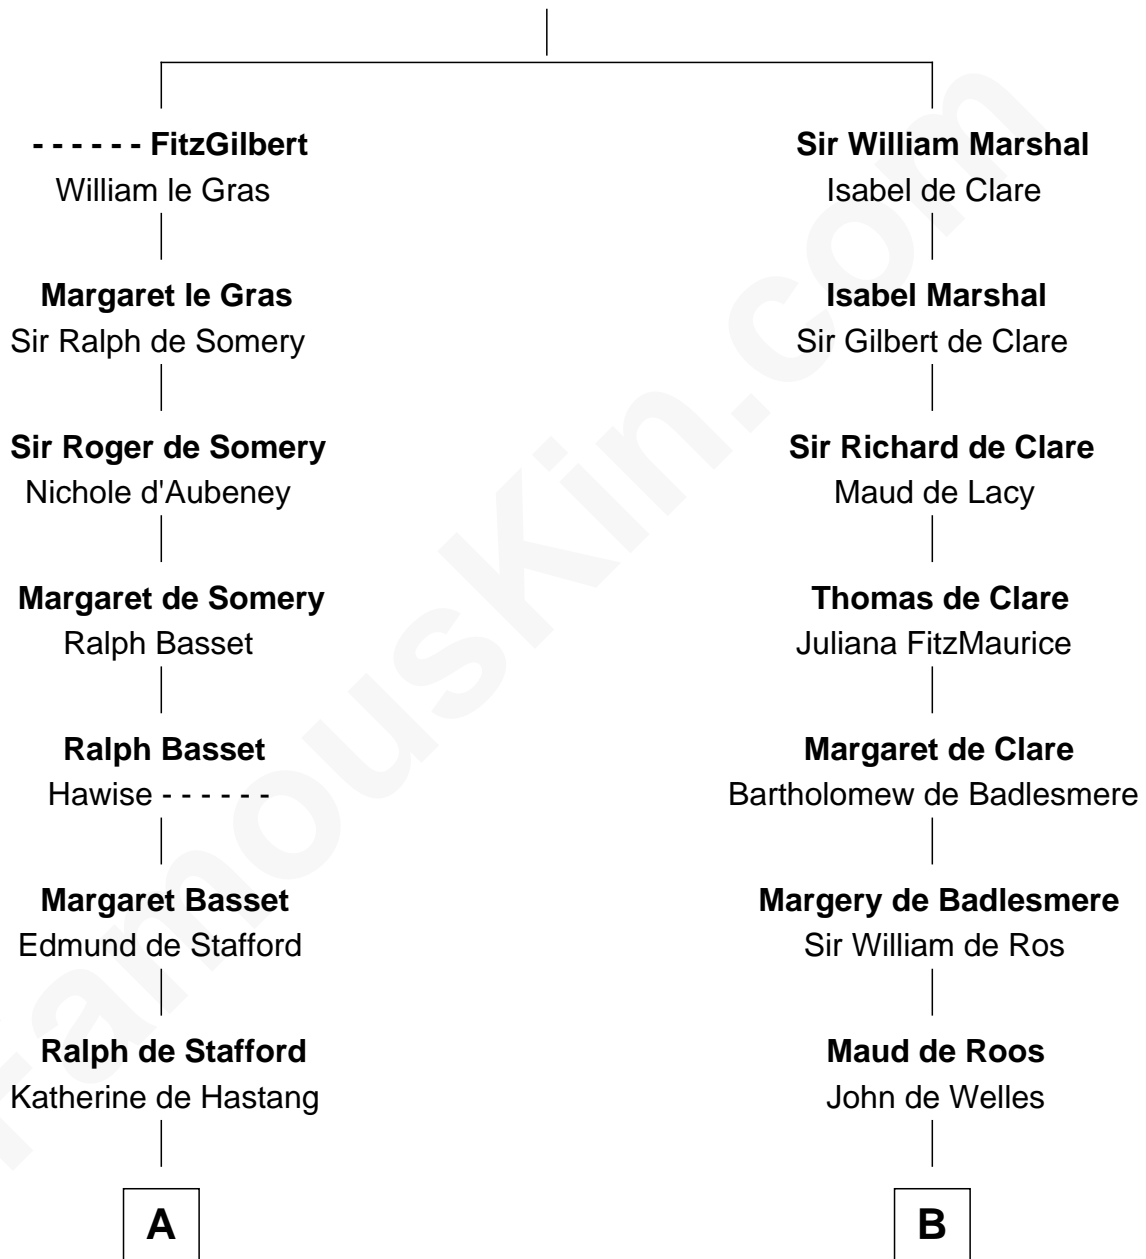 - - - - - - FitzGilbert
William le Gras
Margaret le Gras
Sir Ralph de Somery
Sir Roger de Somery
Nichole d'Aubeney
Margaret de Somery
Ralph Basset
Ralph Basset
Hawise - - - - - -
Margaret Basset
Edmund de Stafford
Ralph de Stafford
Katherine de Hastang
A
Sir William Marshal
Isabel de Clare
Isabel Marshal
Sir Gilbert de Clare
Sir Richard de Clare
Maud de Lacy
Thomas de Clare
Juliana FitzMaurice
Margaret de Clare
Bartholomew de Badlesmere
Margery de Badlesmere
Sir William de Ros
Maud de Roos
John de Welles
B
FamousKin.com